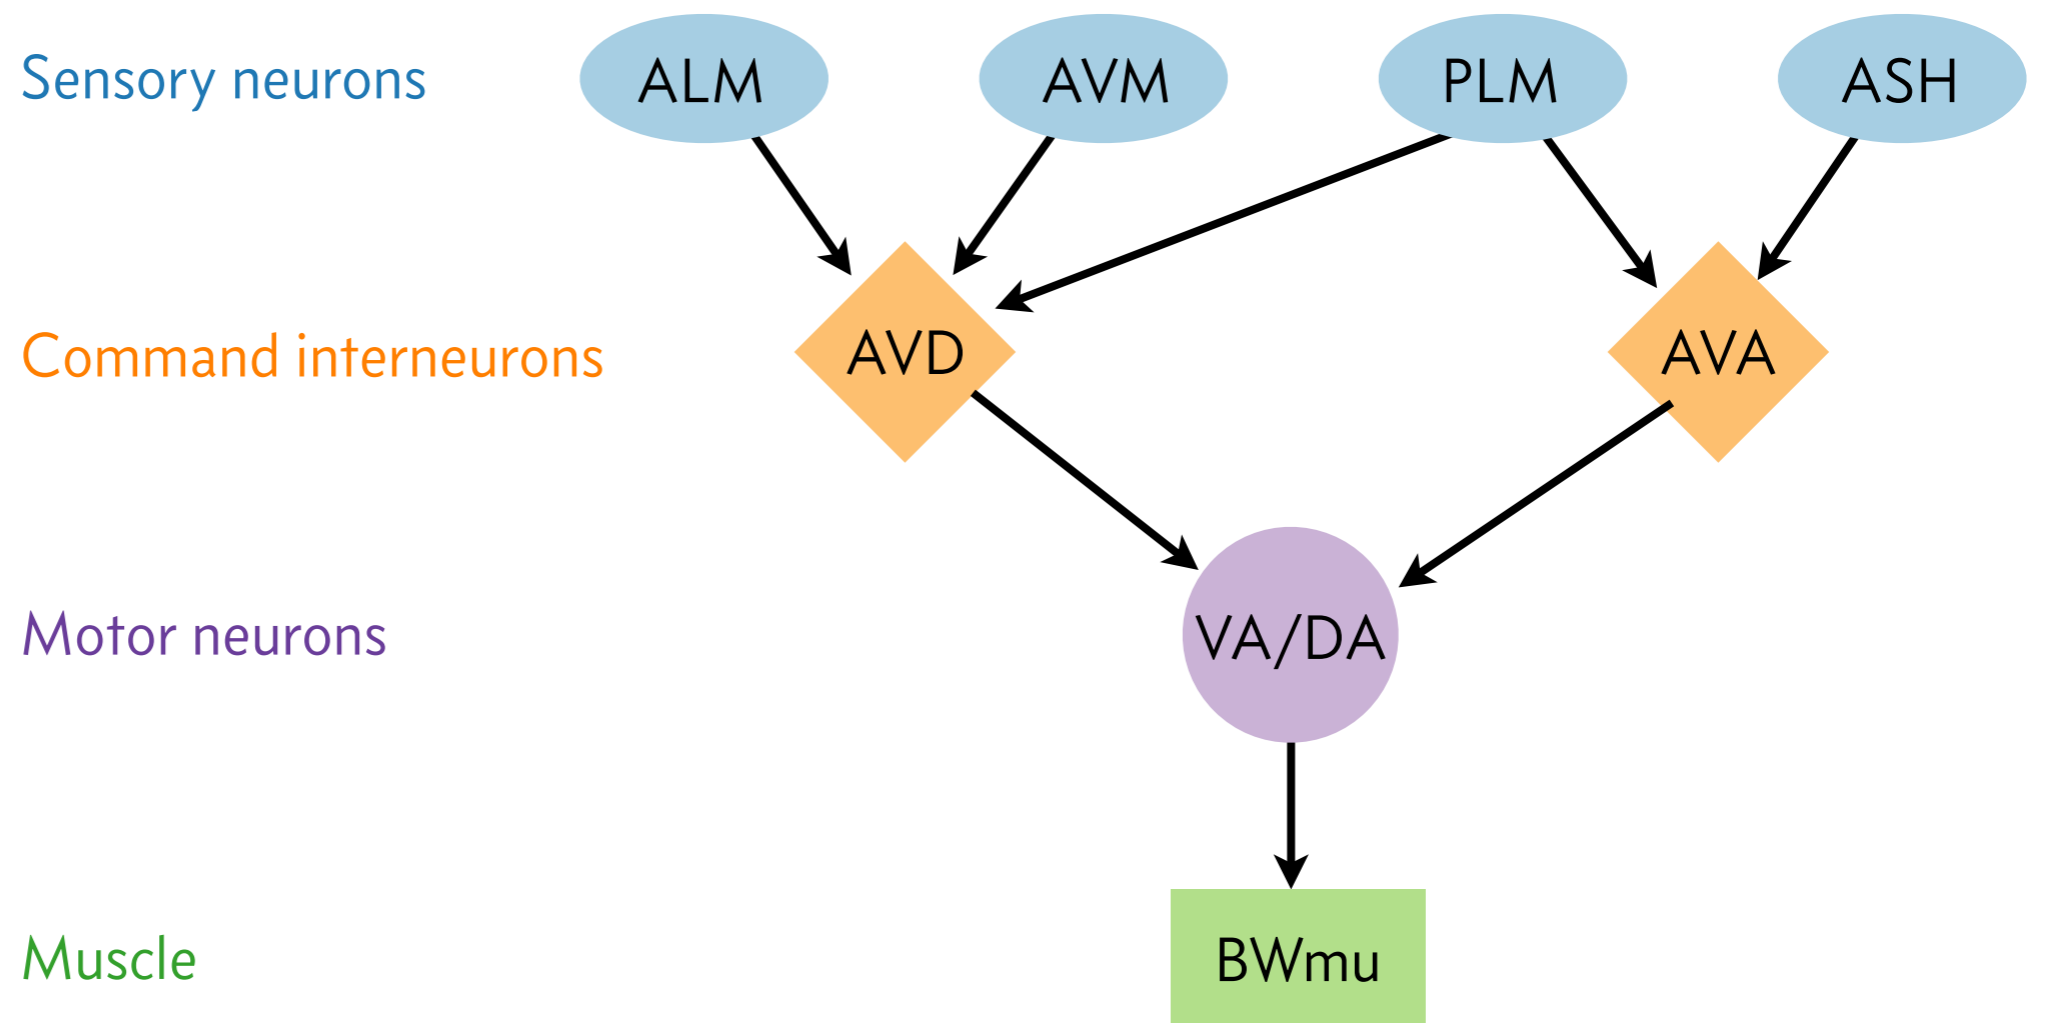 Sensory neurons
ALM
AVM
PLM
ASH
Command interneurons
AVD
AVA
Motor neurons
VA/DA
Muscle
BWmu